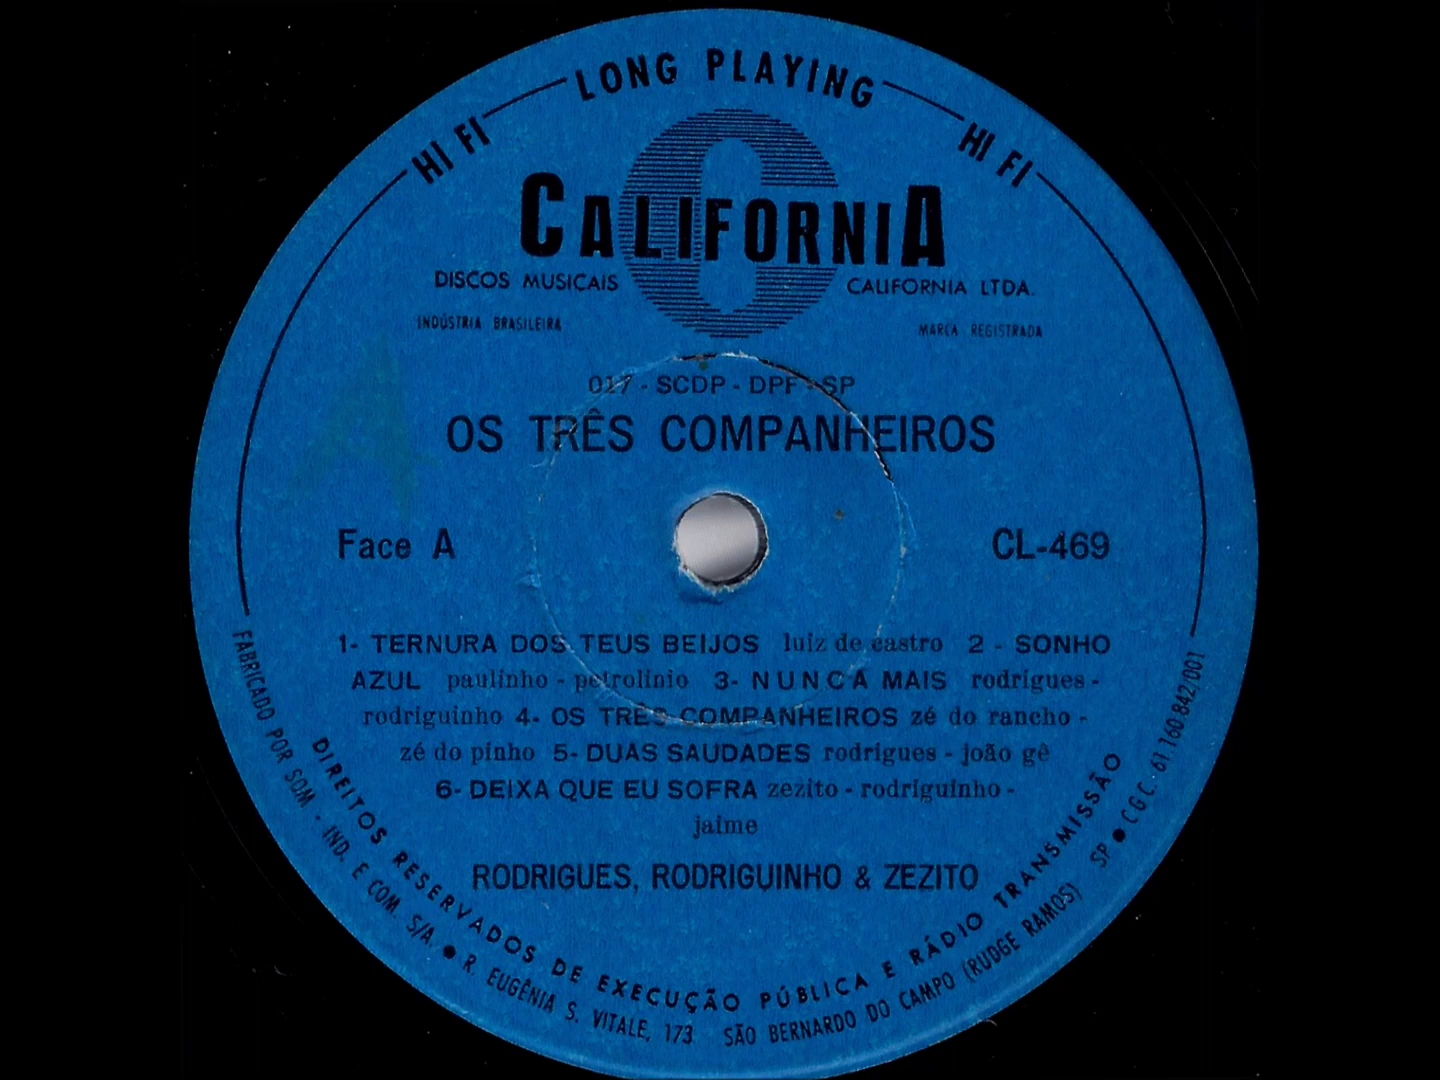 LONG PLAYING
HI FI HI FI
CALIFORNIA
DISCOS MUSICAIS CALIFORNIA LTDA.
INDÚSTRIA BRASILEIRA MARCA REGISTRADA
017 - SCDP - DPF - SP
OS TRÊS COMPANHEIROS
Face A CL-469
1- TERNURA DOS TEUS BEIJOS luiz de castro 2 - SONHO
AZUL paulinho - petrolinio 3- NUNCA MAIS rodrigues -
rodriguinho 4- OS TRES COMPANHEIROS zé do rancho -
zé do pinho 5- DUAS SAUDADES rodrigues - joão gê
6- DEIXA QUE EU SOFRA zezito - rodriguinho -
jaime
RODRIGUES, RODRIGUINHO & ZEZITO
DIREITOS RESERVADOS DE EXECUÇÃO PÚBLICA E RÁDIO TRANSMISSÃO
FABRICADO POR SOM - IND. E COM. S/A. ● R. EUGÊNIA S. VITALE, 173 SÃO BERNARDO DO CAMPO (RUDGE RAMOS) SP ● C G C. 61.160.842/001